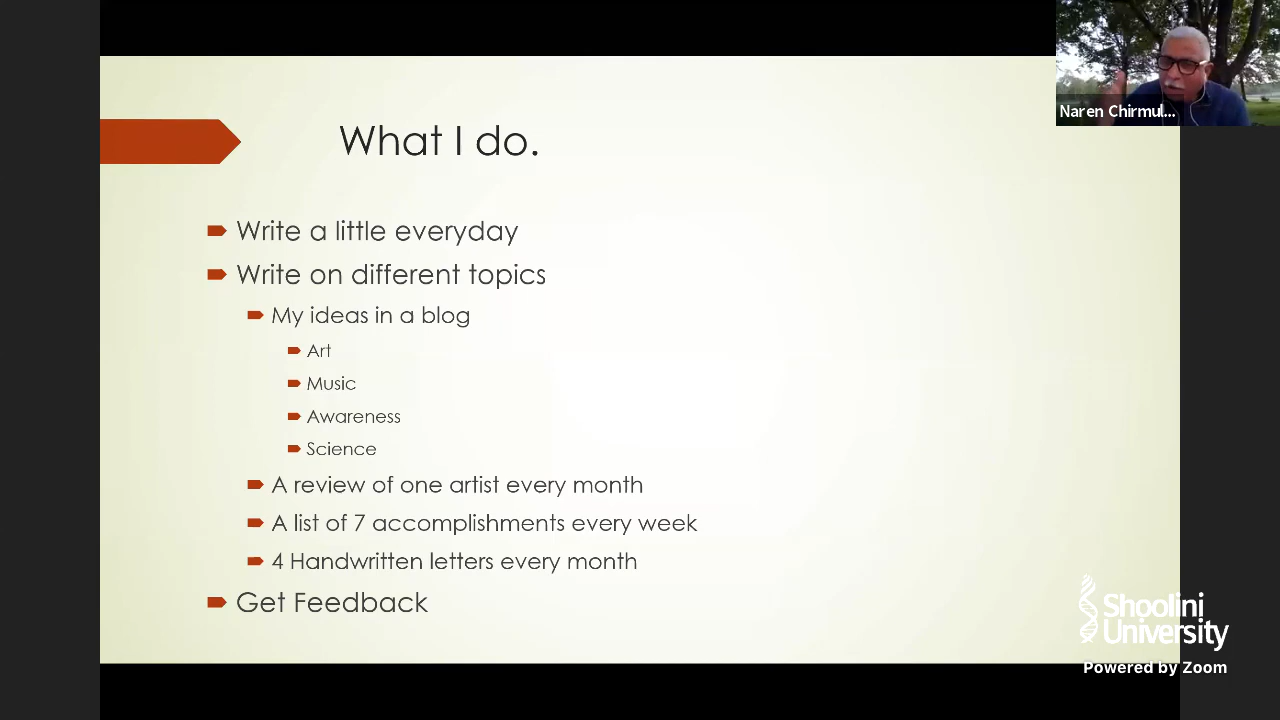 Naren Chirmul...
What I do.
Write a little everyday
Write on different topics
My ideas in a blog
Art
Music
Awareness
Science
A review of one artist every month
A list of 7 accomplishments every week
4 Handwritten letters every month
Get Feedback
Shoolini
University
Powered by Zoom